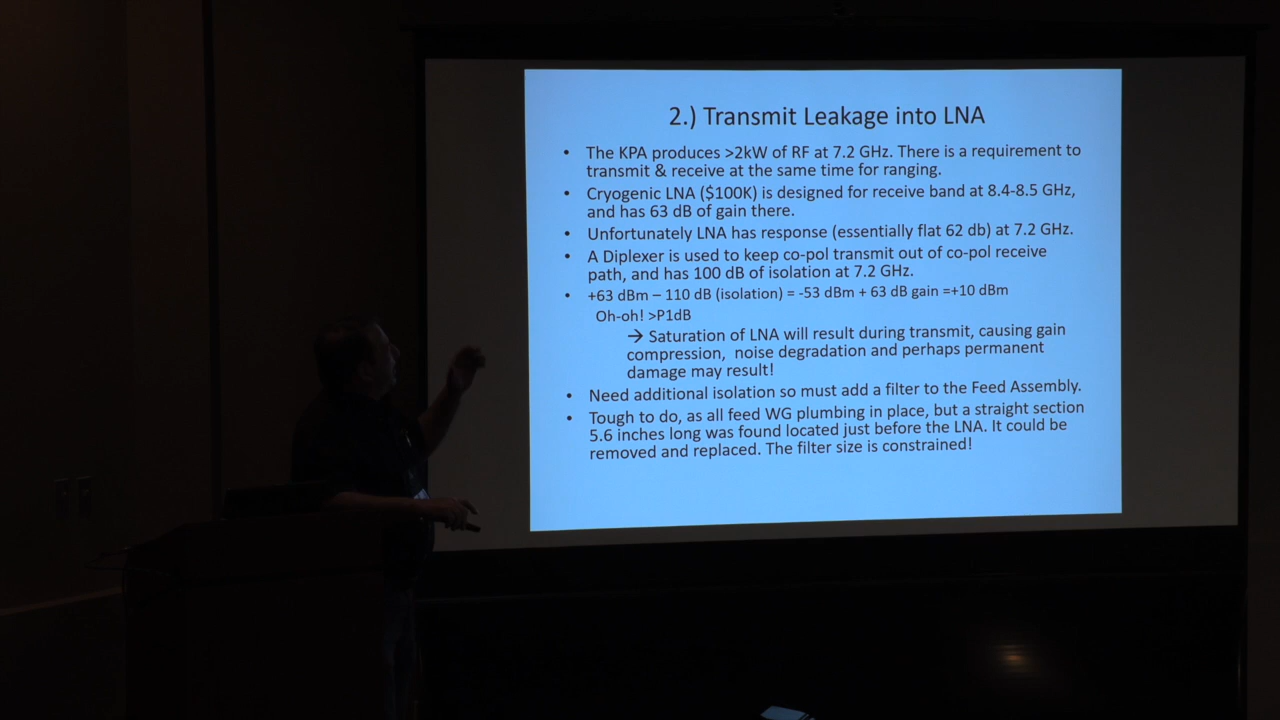 2.) Transmit Leakage into LNA
• The KPA produces >2kW of RF at 7.2 GHz. There is a requirement to
transmit & receive at the same time for ranging.
• Cryogenic LNA ($100K) is designed for receive band at 8.4-8.5 GHz,
and has 63 dB of gain there.
• Unfortunately LNA has response (essentially flat 62 db) at 7.2 GHz.
• A Diplexer is used to keep co-pol transmit out of co-pol receive
path, and has 100 dB of isolation at 7.2 GHz.
• +63 dBm – 110 dB (isolation) = -53 dBm + 63 dB gain =+10 dBm
Oh-oh! >P1dB
→ Saturation of LNA will result during transmit, causing gain
compression, noise degradation and perhaps permanent
damage may result!
• Need additional isolation so must add a filter to the Feed Assembly.
• Tough to do, as all feed WG plumbing in place, but a straight section
5.6 inches long was found located just before the LNA. It could be
removed and replaced. The filter size is constrained!